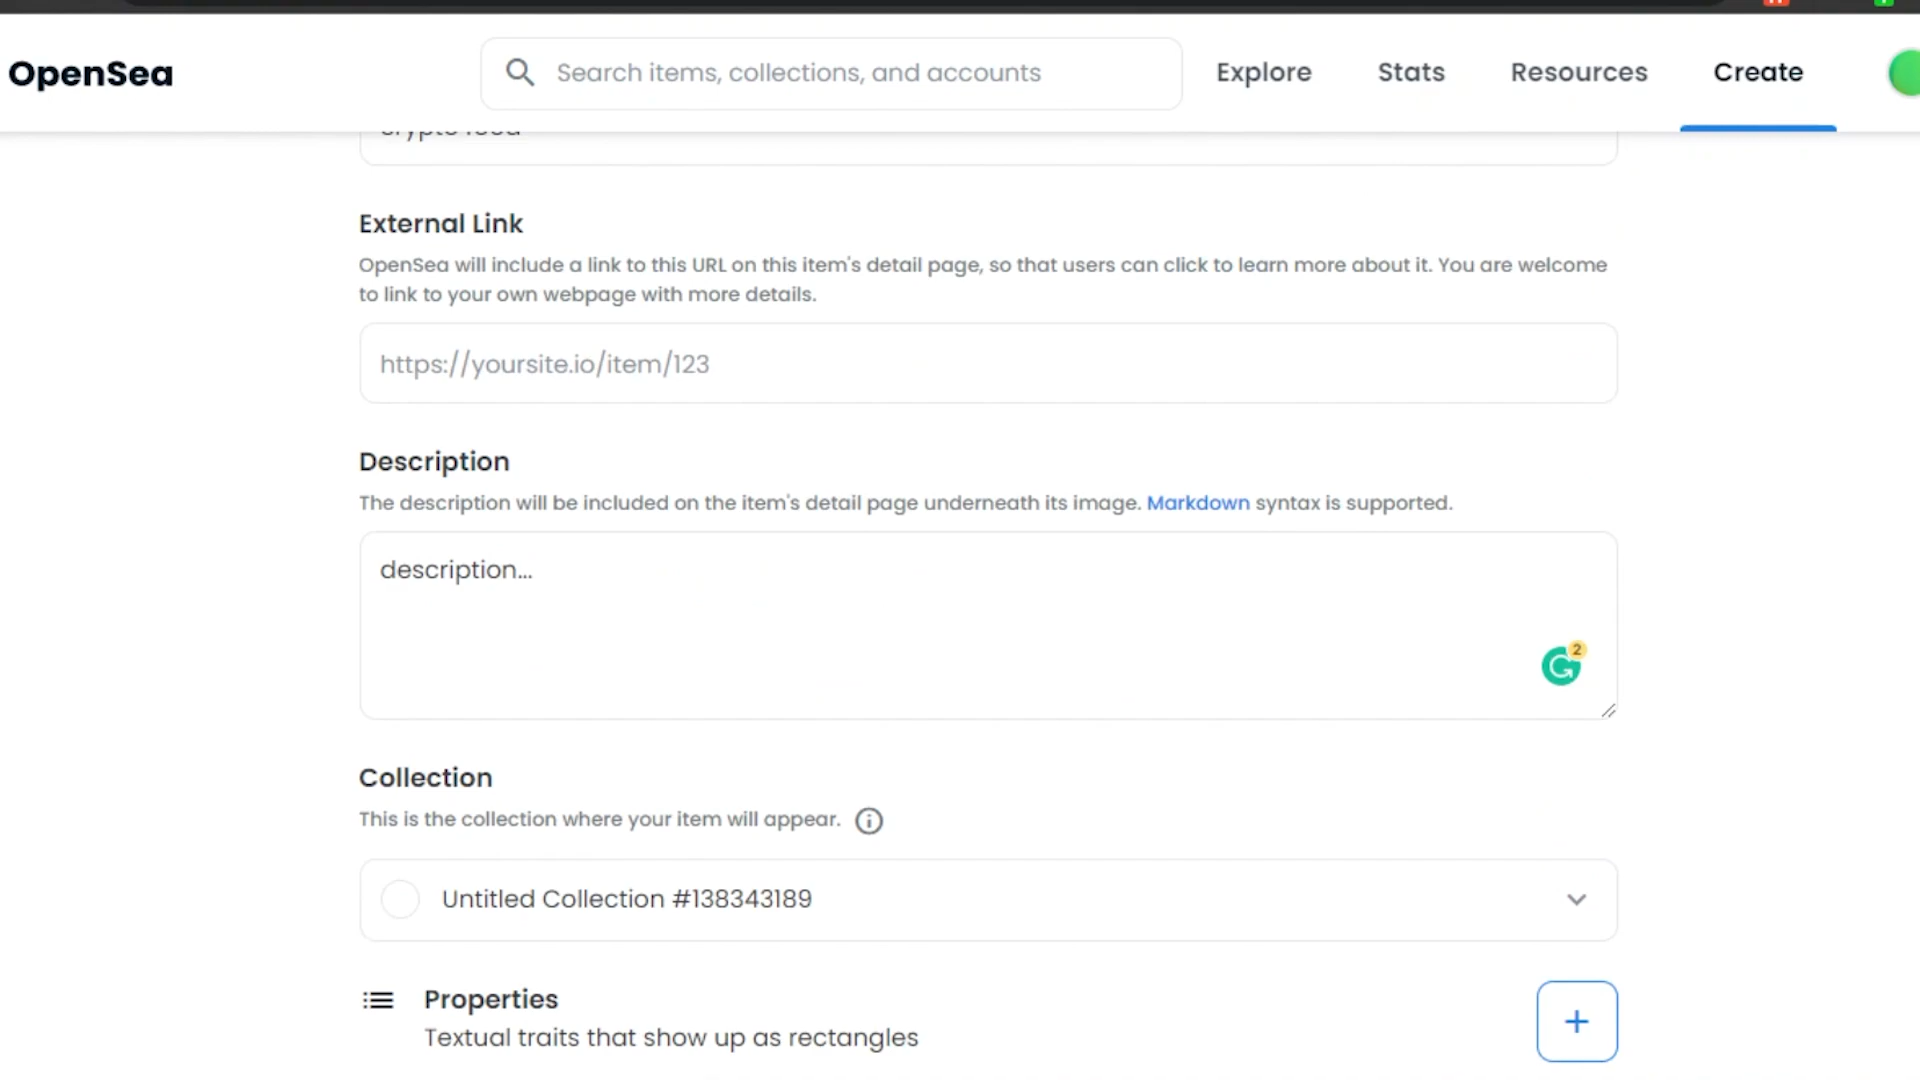 OpenSea
Search items, collections, and accounts
Explore
Stats
Resources
Create
External Link
OpenSea will include a link to this URL on this item's detail page, so that users can click to learn more about it. You are welcome
to link to your own webpage with more details.
https://yoursite.io/item/123
Description
The description will be included on the item's detail page underneath its image. Markdown syntax is supported.
description...
2
Collection
This is the collection where your item will appear.
Untitled Collection #138343189
Properties
Textual traits that show up as rectangles